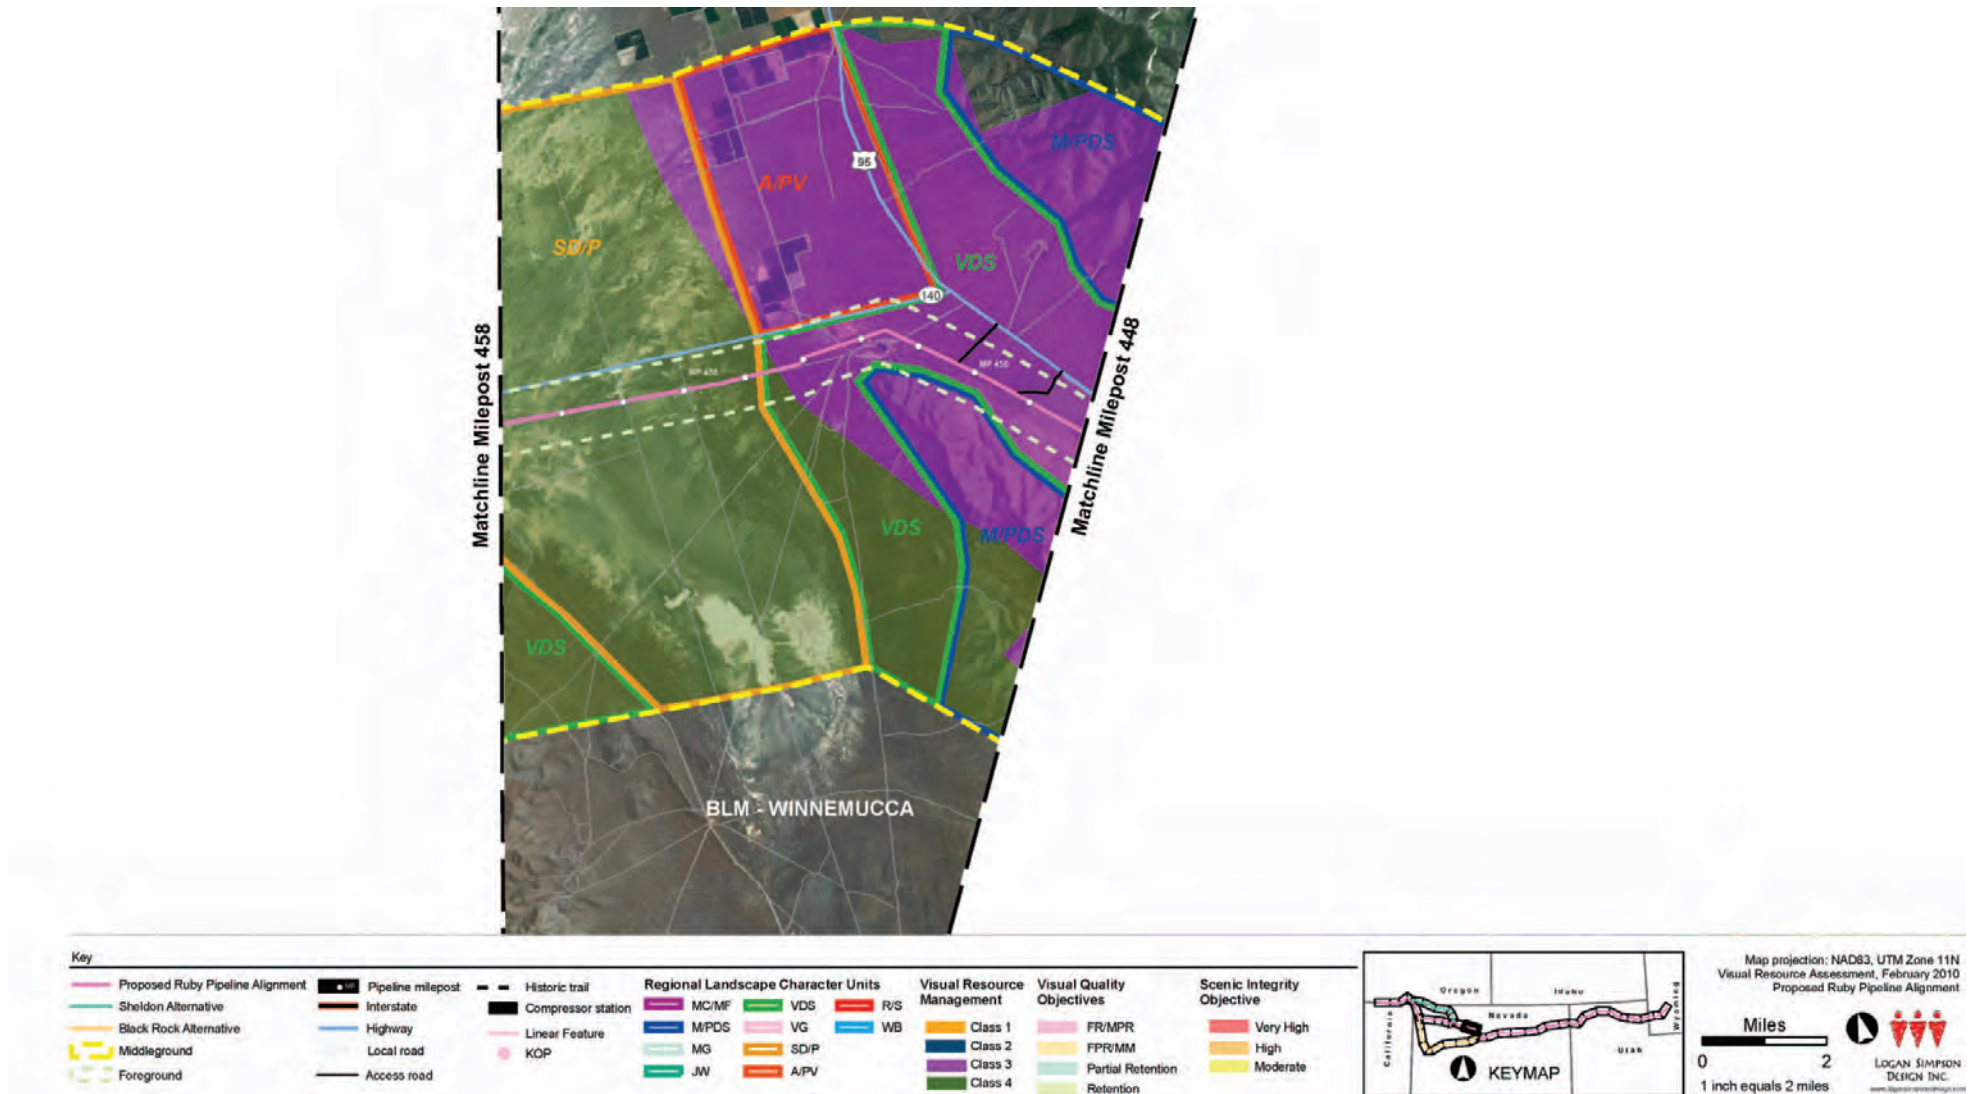 M/PDS
95
A/PV
SD/P
VDS
140
Matchline Milepost 458
Matchline Milepost 448
MP 456
MP 450
VDS
M/PDS
VDS
BLM - WINNEMUCCA
Key
Proposed Ruby Pipeline Alignment
Sheldon Alternative
Black Rock Alternative
Middleground
Foreground
MP
Pipeline milepost
Interstate
Highway
Local road
Access road
Historic trail
Compressor station
Linear Feature
KOP
Regional Landscape Character Units
MC/MF
M/PDS
MG
JW
VDS
VG
SD/P
A/PV
R/S
WB
Visual Resource
Management
Class 1
Class 2
Class 3
Class 4
Visual Quality
Objectives
FR/MPR
FPR/MM
Partial Retention
Retention
Scenic Integrity
Objective
Very High
High
Moderate
Oregon
Idaho
Wyoming
Nevada
California
Utah
KEYMAP
Map projection: NAD83, UTM Zone 11N
Visual Resource Assessment, February 2010
Proposed Ruby Pipeline Alignment
Miles
0 2
1 inch equals 2 miles
LOGAN SIMPSON
DESIGN INC.